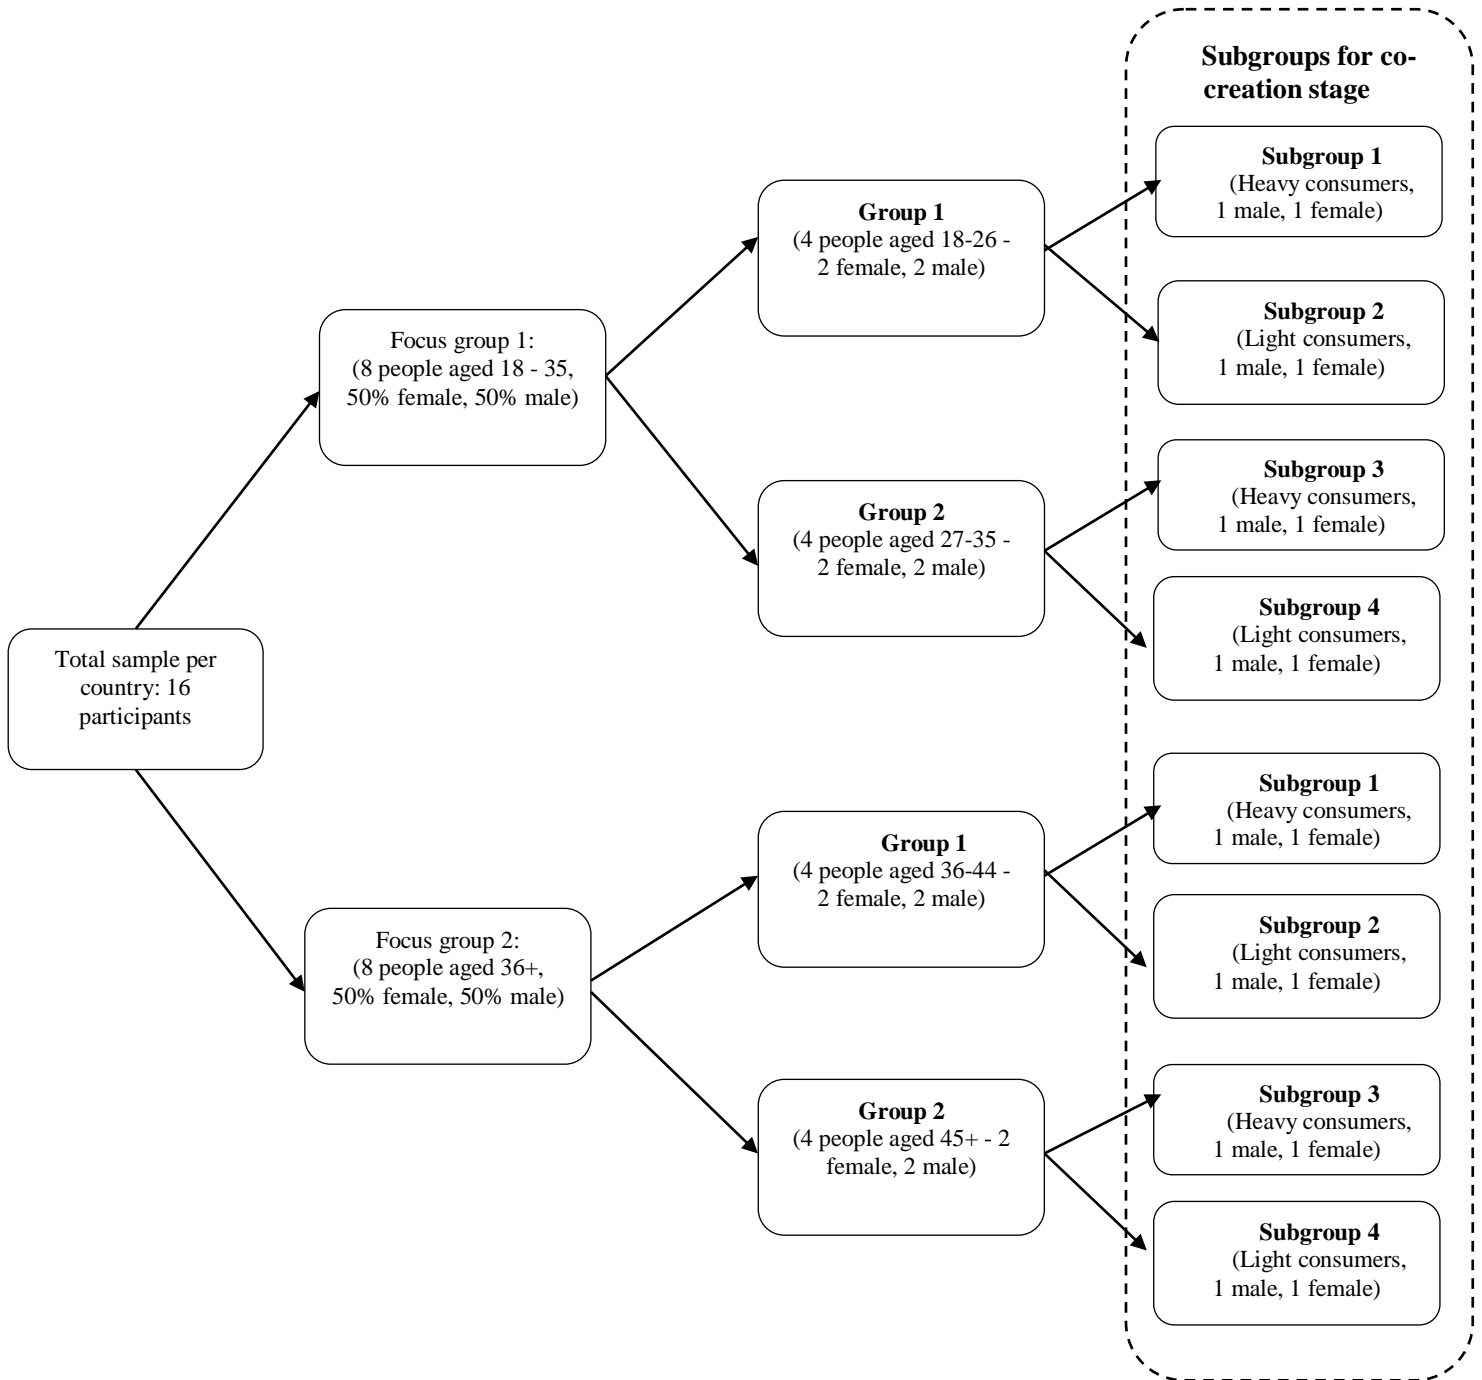 Subgroups for co-
creation stage
Total sample per
country: 16
participants
Focus group 1:
(8 people aged 18 - 35,
50% female, 50% male)
Group 1
(4 people aged 18-26 -
2 female, 2 male)
Subgroup 1
(Heavy consumers,
1 male, 1 female)
Subgroup 2
(Light consumers,
1 male, 1 female)
Group 2
(4 people aged 27-35 -
2 female, 2 male)
Subgroup 3
(Heavy consumers,
1 male, 1 female)
Subgroup 4
(Light consumers,
1 male, 1 female)
Focus group 2:
(8 people aged 36+,
50% female, 50% male)
Group 1
(4 people aged 36-44 -
2 female, 2 male)
Subgroup 1
(Heavy consumers,
1 male, 1 female)
Subgroup 2
(Light consumers,
1 male, 1 female)
Group 2
(4 people aged 45+ - 2
female, 2 male)
Subgroup 3
(Heavy consumers,
1 male, 1 female)
Subgroup 4
(Light consumers,
1 male, 1 female)